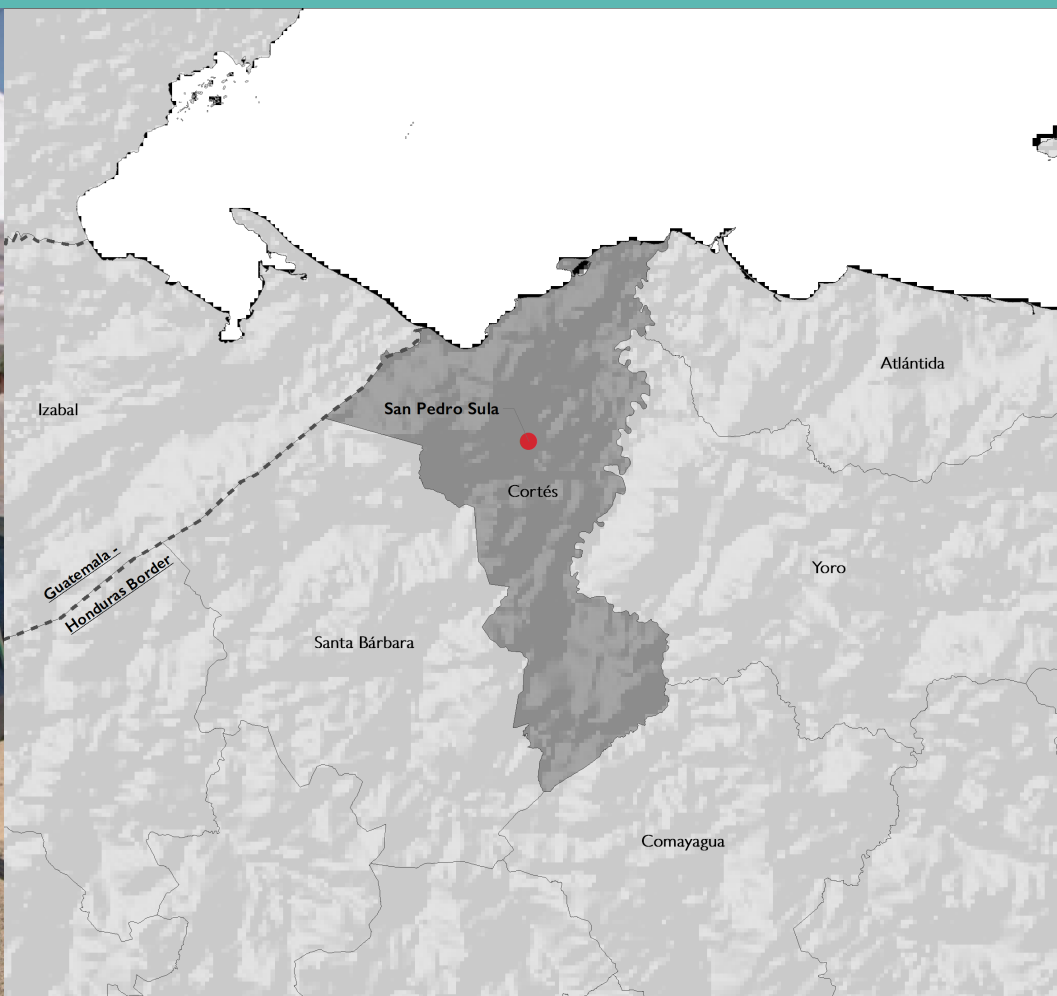 Atlántida
Izabal
San Pedro Sula
Cortés
Guatemala -
Honduras Border
Yoro
Santa Bárbara
Comayagua